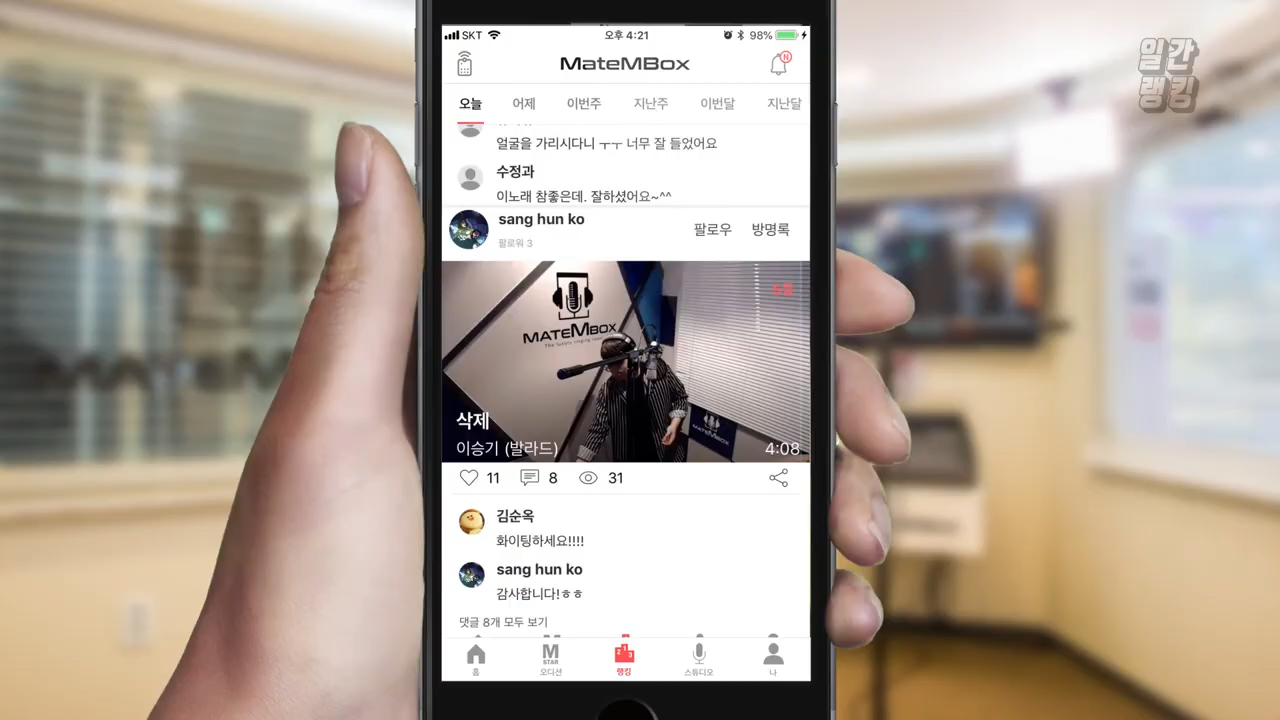 SKT
오후 4:21
98%
MateMBox
N
일간
랭킹
오늘 어제 이번주 지난주 이번달 지난달
얼굴을 가리시다니 ㅜㅜ 너무 잘 들었어요
수정과
이노래 참좋은데. 잘하셨어요~^^
sang hun ko
팔로워 3
팔로우 방명록
MATEMBOX
MATEMBOX
삭제
이승기 (발라드)
4:08
11 8 31
김순옥
화이팅하세요!!!!
sang hun ko
감사합니다!ㅎㅎ
댓글 8개 모두 보기
M
STAR
2 1 3
홈 오디션 랭킹 스튜디오 나